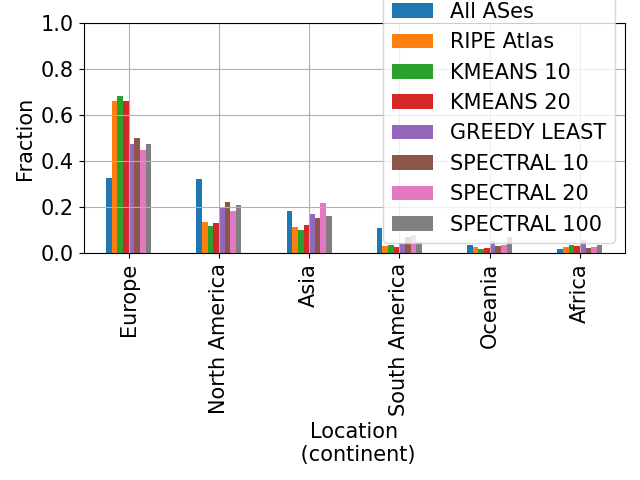 All ASes
RIPE Atlas
KMEANS 10
KMEANS 20
GREEDY LEAST
SPECTRAL 10
SPECTRAL 20
SPECTRAL 100
1.0
0.8
0.6
0.4
0.2
0.0
Fraction
Europe
North America
Asia
South America
Oceania
Africa
Location
(continent)